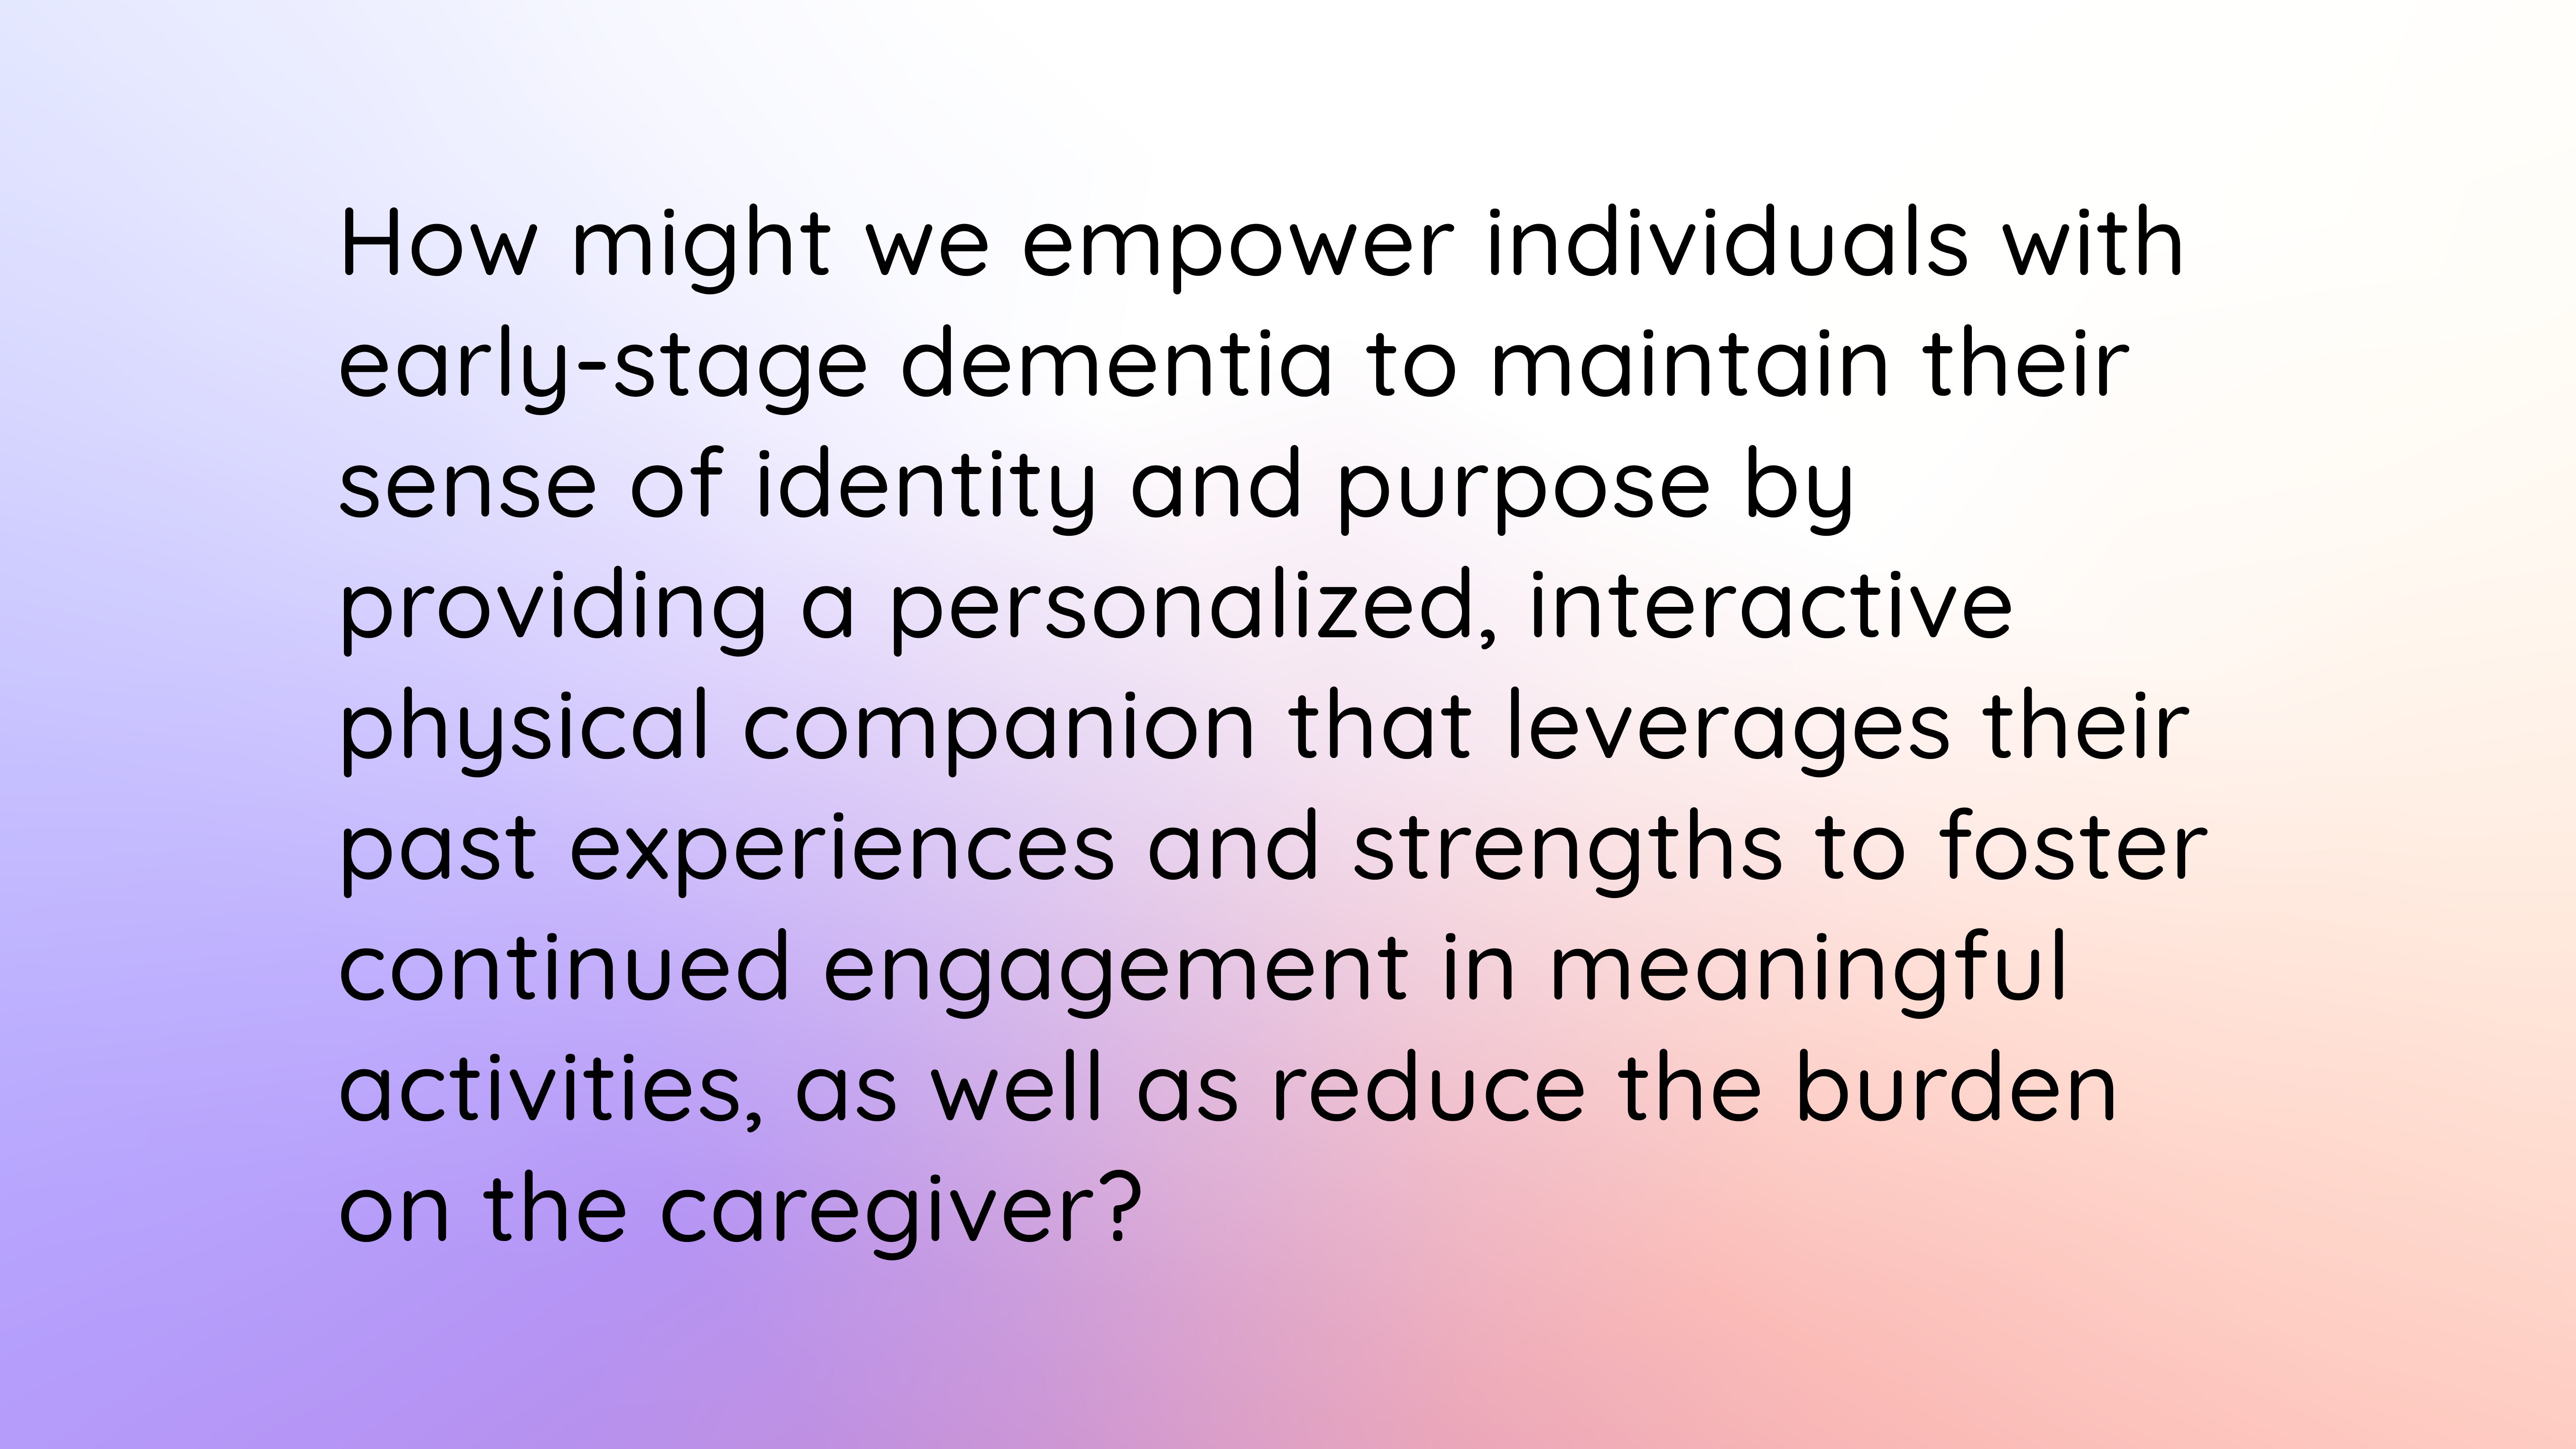 How might we empower individuals with
early-stage dementia to maintain their
sense of identity and purpose by
providing a personalized, interactive
physical companion that leverages their
past experiences and strengths to foster
continued engagement in meaningful
activities, as well as reduce the burden
on the caregiver?